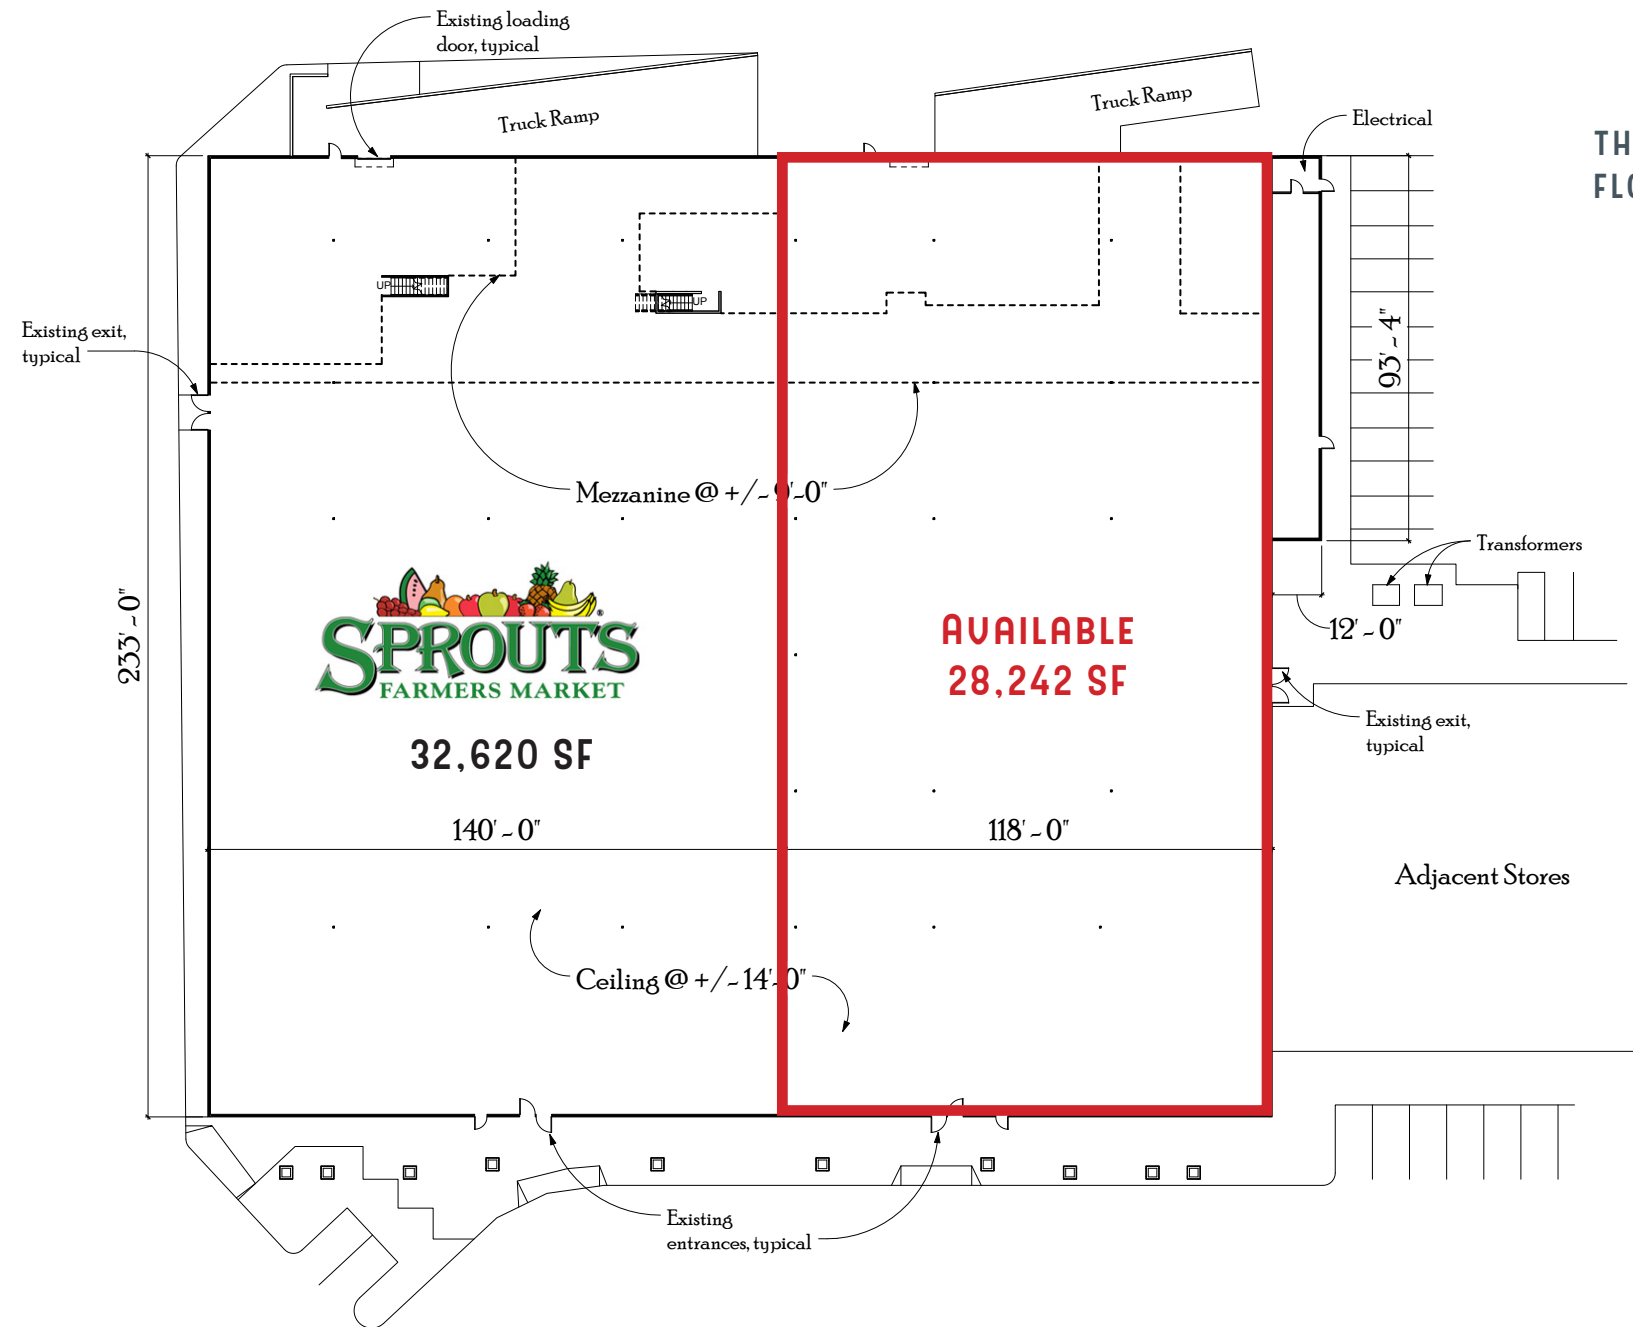 Existing loading
door, typical
Truck Ramp
Truck Ramp
Electrical
TH
FLO
UP
UP
Existing exit,
typical
93'~4"
Mezzanine @ +/~9'~0"
Transformers
233'~0"
SPROUTS®
FARMERS MARKET
AVAILABLE
28,242 SF
12'~0"
Existing exit,
typical
32,620 SF
140'~0"
118'~0"
Adjacent Stores
Ceiling @ +/~14'~0"
Existing
entrances, typical